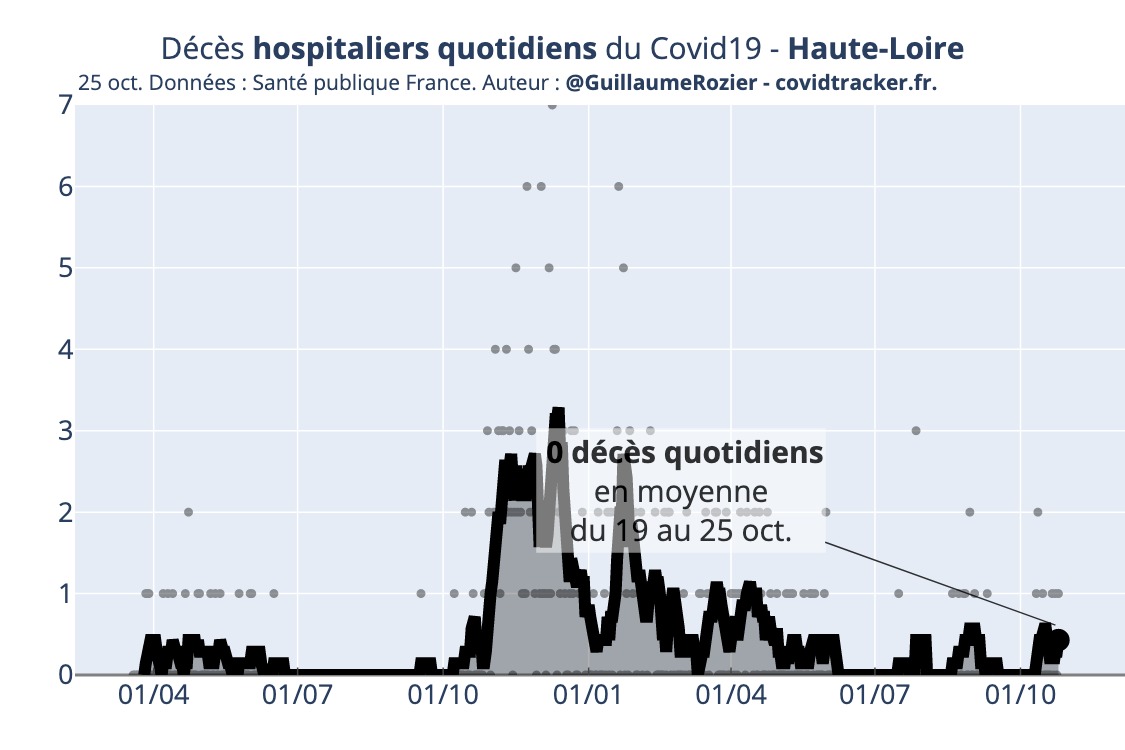 Décès hospitaliers quotidiens du Covid19 - Haute-Loire
25 oct. Données : Santé publique France. Auteur : @GuillaumeRozier - covidtracker.fr.
7
6
5
4
3
2
1
0
0 décès quotidiens
en moyenne
du 19 au 25 oct.
01/04 01/07 01/10 01/01 01/04 01/07 01/10